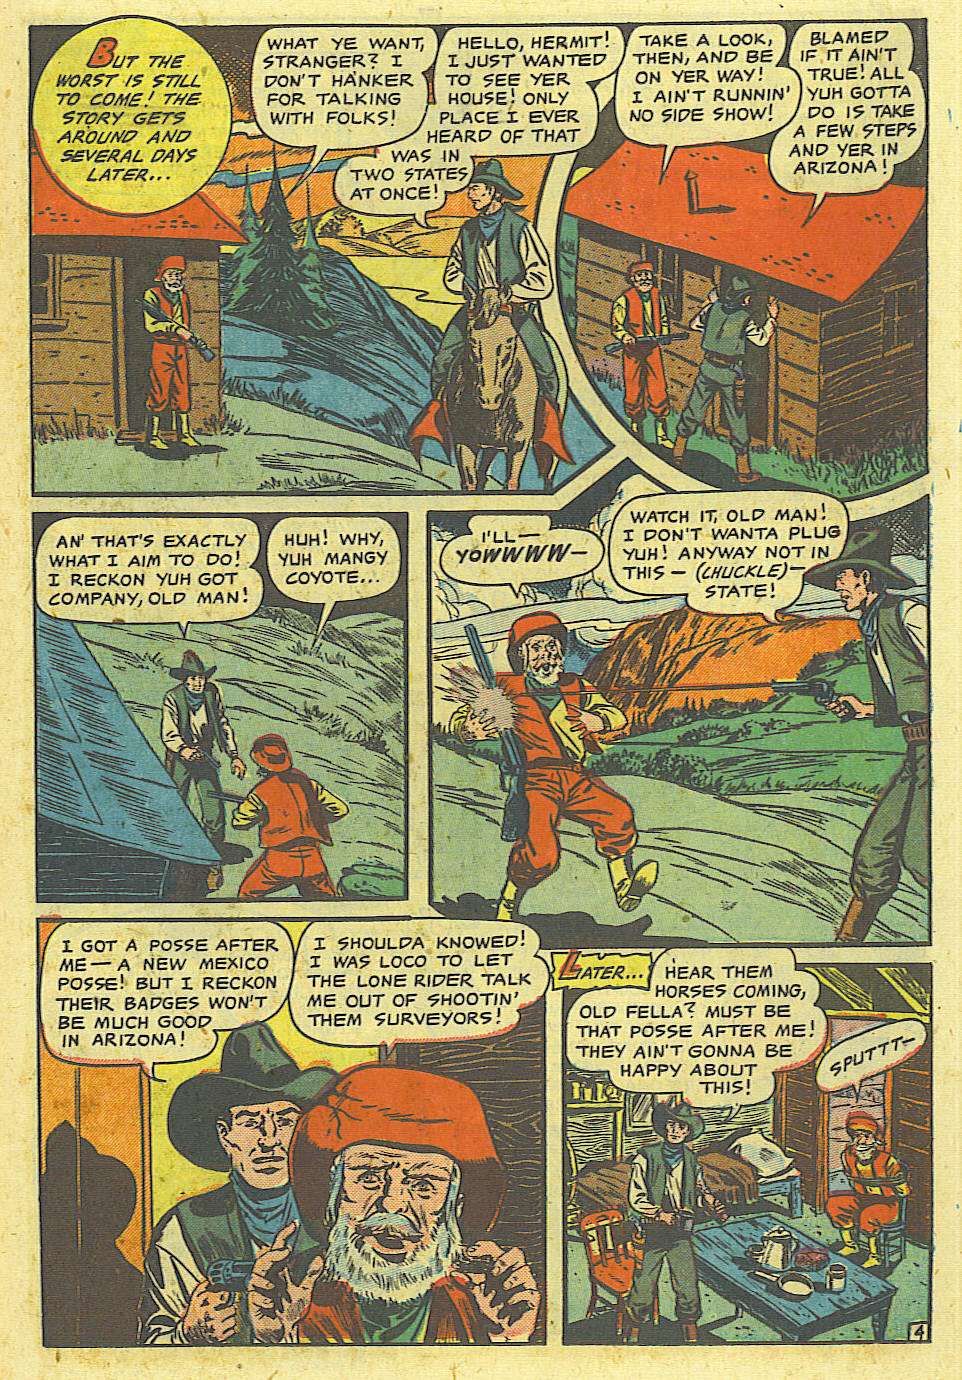 BUT THE
WORST IS STILL
TO COME! THE
STORY GETS
AROUND AND
SEVERAL DAYS
LATER...
WHAT YE WANT,
STRANGER? I
DON'T HANKER
FOR TALKING
WITH FOLKS!
HELLO, HERMIT!
I JUST WANTED
TO SEE YER
HOUSE! ONLY
PLACE I EVER
HEARD OF THAT
WAS IN
TWO STATES
AT ONCE!
TAKE A LOOK,
THEN, AND BE
ON YER WAY!
I AIN'T RUNNIN'
NO SIDE SHOW!
BLAMED
IF IT AIN'T
TRUE! ALL
YUH GOTTA
DO IS TAKE
A FEW STEPS
AND YER IN
ARIZONA!
AN' THAT'S EXACTLY
WHAT I AIM TO DO!
I RECKON YUH GOT
COMPANY, OLD MAN!
HUH! WHY,
YUH MANGY
COYOTE...
I'LL—
YOWWWW—
WATCH IT, OLD MAN!
I DON'T WANTA PLUG
YUH! ANYWAY NOT IN
THIS — (CHUCKLE) —
STATE!
I GOT A POSSE AFTER
ME — A NEW MEXICO
POSSE! BUT I RECKON
THEIR BADGES WON'T
BE MUCH GOOD
IN ARIZONA!
I SHOULDA KNOWED!
I WAS LOCO TO LET
THE LONE RIDER TALK
ME OUT OF SHOOTIN'
THEM SURVEYORS!
LATER...
HEAR THEM
HORSES COMING,
OLD FELLA? MUST BE
THAT POSSE AFTER ME!
THEY AIN'T GONNA BE
HAPPY ABOUT
THIS!
SPUTTT—
4